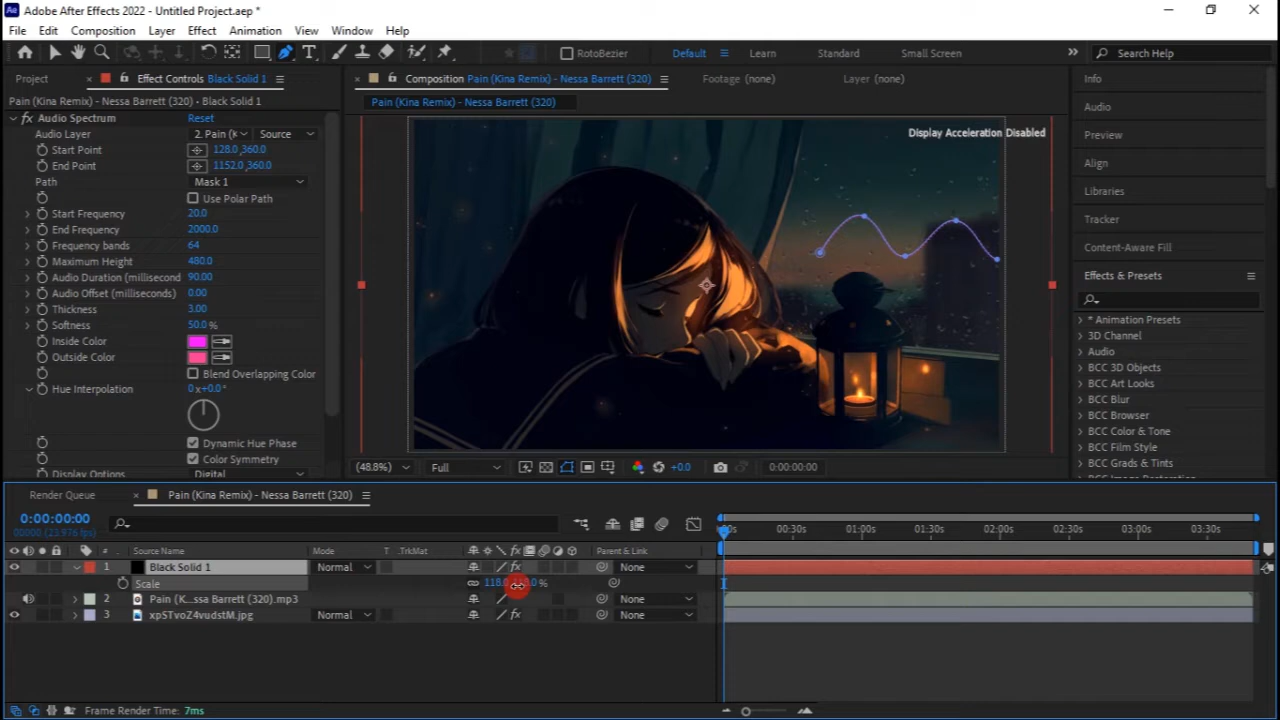 Ae Adobe After Effects 2022 - Untitled Project.aep *
File Edit Composition Layer Effect Animation View Window Help
RotoBezier Default Learn Standard Small Screen Search Help
Project Effect Controls Black Solid 1
Composition Pain (Kina Remix) - Nessa Barrett (320) Footage (none) Layer (none)
Pain (Kina Remix) - Nessa Barrett (320) • Black Solid 1
Pain (Kina Remix) - Nessa Barrett (320)
fx Audio Spectrum Reset
Audio Layer Source
Start Point 128.0,360.0
End Point 1152.0,360.0
Path Mask 1
Use Polar Path
Start Frequency 20.0
End Frequency 2000.0
Frequency bands 64
Maximum Height 480.0
Audio Duration (millisecond 90.00
Audio Offset (milliseconds) 0.00
Thickness 3.00
Softness 50.0 %
Inside Color
Outside Color
Blend Overlapping Color
Hue Interpolation 0 x+0.0°
Dynamic Hue Phase
Color Symmetry
Display Options Digital
Display Acceleration Disabled
(48.8%) Full +0.0 0:00:00:00
Info
Audio
Preview
Align
Libraries
Tracker
Content-Aware Fill
Effects & Presets
* Animation Presets
3D Channel
Audio
BCC 3D Objects
BCC Art Looks
BCC Blur
BCC Browser
BCC Color & Tone
BCC Film Style
BCC Grads & Tints
BCC Image Restoration
Render Queue Pain (Kina Remix) - Nessa Barrett (320)
0:00:00:00
00000 (23.976 fps)
00:30s 01:00s 01:30s 02:00s 02:30s 03:00s 03:30s
# Source Name Mode T .TrkMat fx Parent & Link
1 Black Solid 1 Normal fx None
Scale %
2 Pain (K...ssa Barrett (320).mp3 None
3 xpSTvoZ4vudstM.jpg Normal fx None
Frame Render Time: 7ms